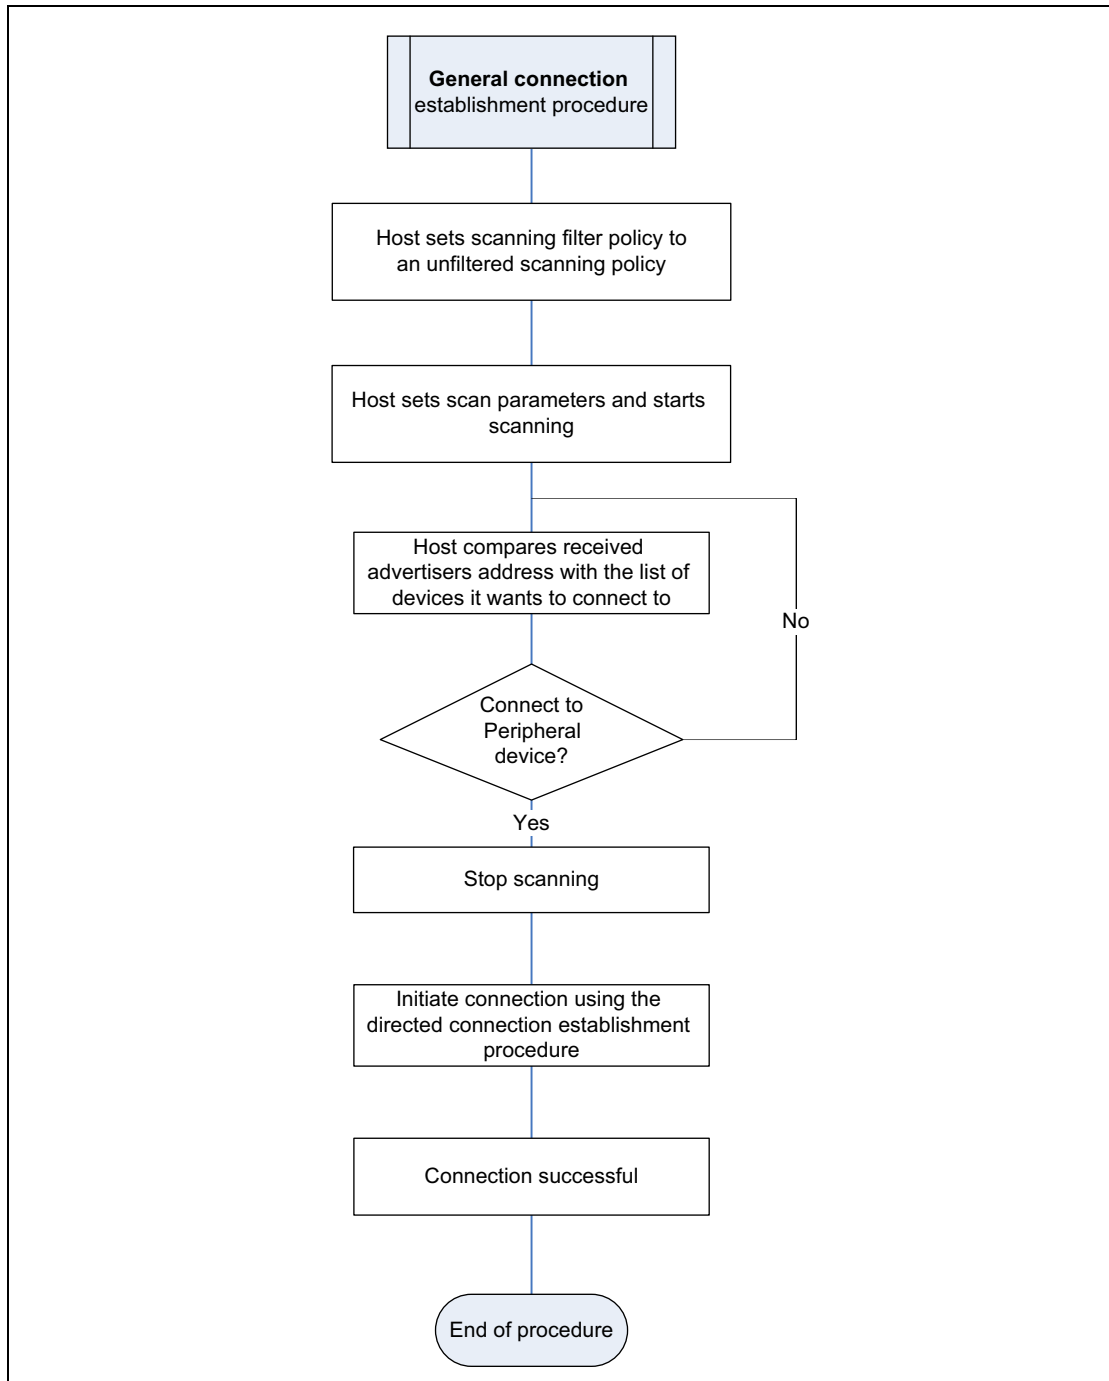 General connection
establishment procedure
Host sets scanning filter policy to
an unfiltered scanning policy
Host sets scan parameters and starts
scanning
Host compares received
advertisers address with the list of
devices it wants to connect to
No
Connect to
Peripheral
device?
Yes
Stop scanning
Initiate connection using the
directed connection establishment
procedure
Connection successful
End of procedure